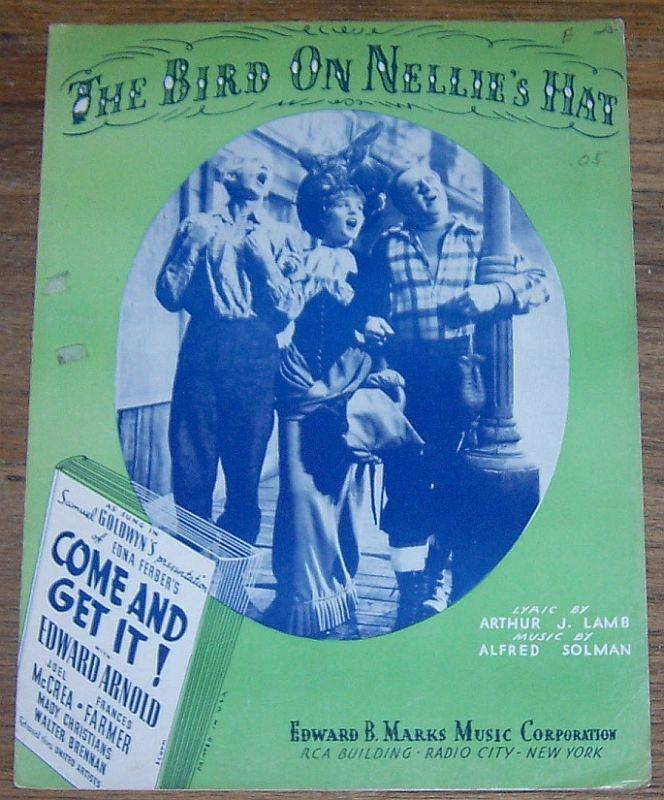 THE BIRD ON NELLIE'S HAT
.05
AS SUNG IN
Samuel GOLDWYN'S presentation
of EDNA FERBER'S
COME AND
GET IT!
WITH
EDWARD ARNOLD
JOEL FRANCES
McCREA - FARMER
MADY CHRISTIANS
WALTER BRENNAN
Released thru UNITED ARTISTS
PRINTED IN U.S.A.
LYRIC BY
ARTHUR J. LAMB
MUSIC BY
ALFRED SOLMAN
EDWARD B. MARKS MUSIC CORPORATION
RCA BUILDING · RADIO CITY - NEW YORK